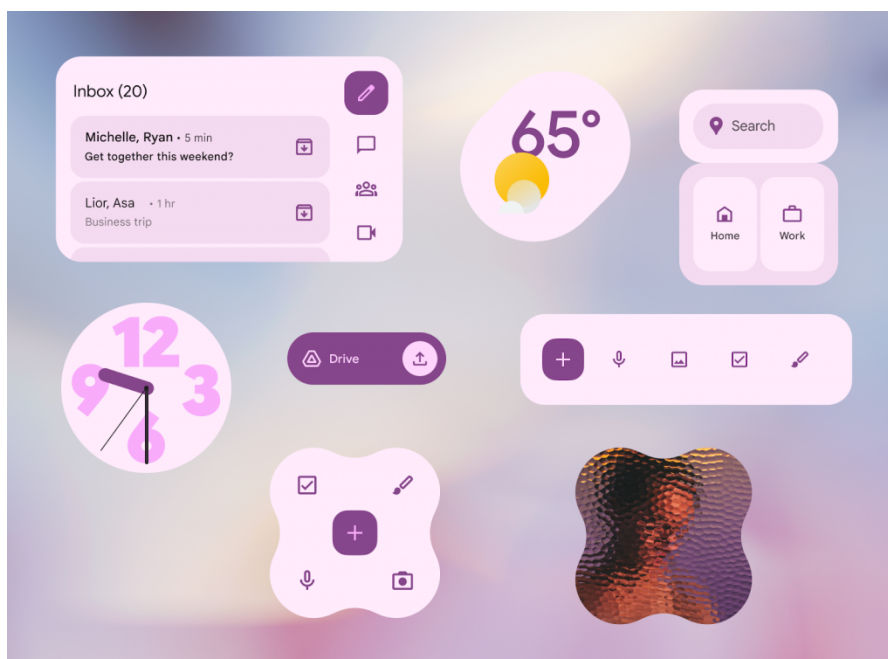 Inbox (20)
Michelle, Ryan • 5 min
Get together this weekend?
Lior, Asa • 1 hr
Business trip
65°
Search
Home
Work
12
9
3
6
Drive